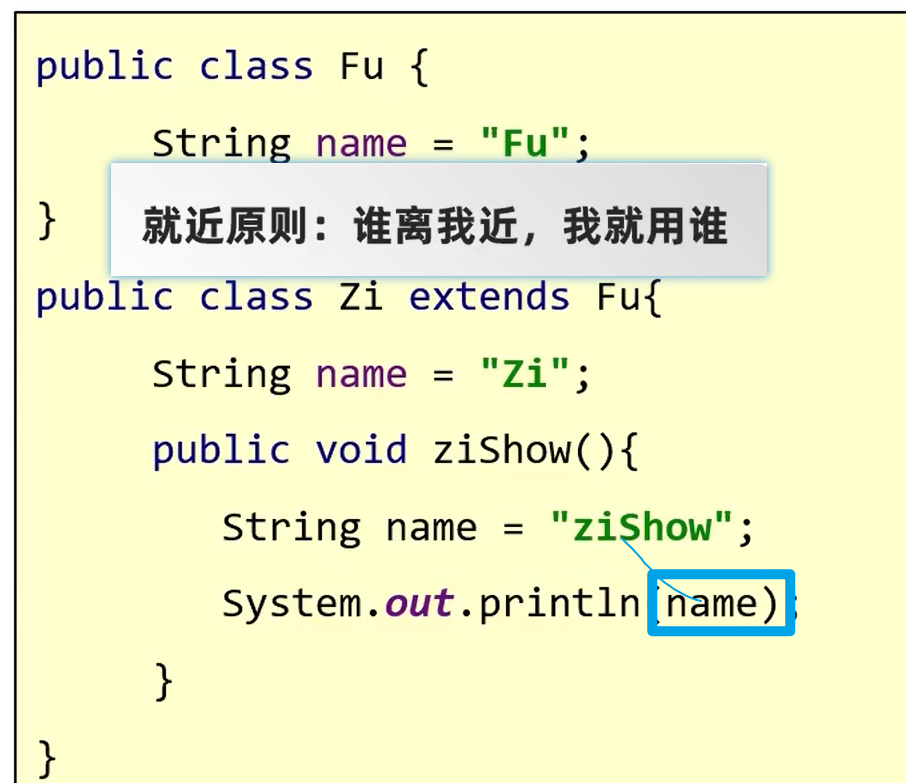 public class Fu {
String name = "Fu";
}
就近原则：谁离我近，我就用谁
public class Zi extends Fu{
String name = "Zi";
public void ziShow(){
String name = "ziShow";
System.out.println(name);
}
}